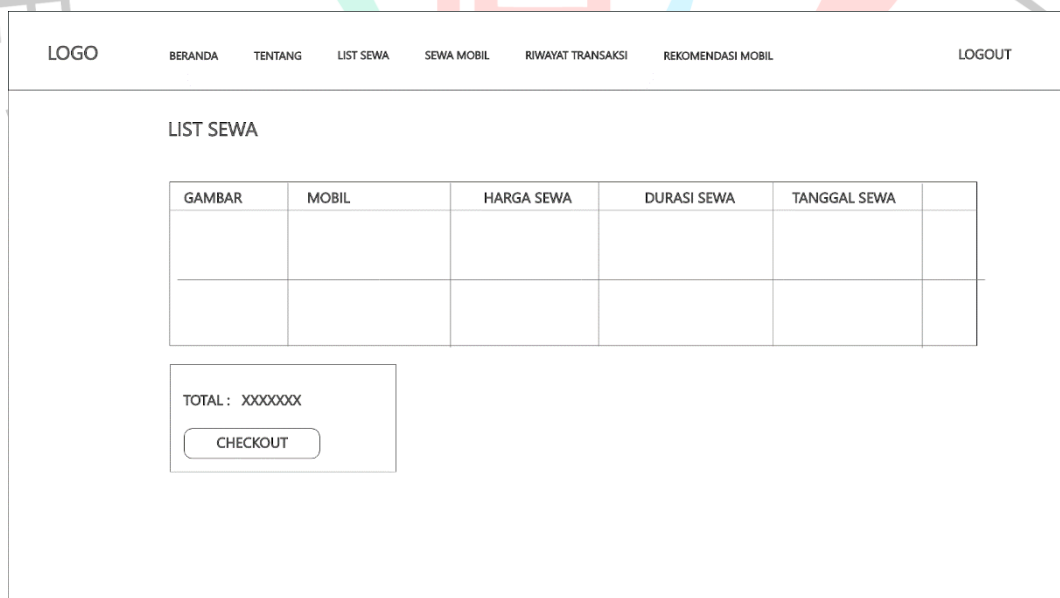 LOGO BERANDA TENTANG LIST SEWA SEWA MOBIL RIWAYAT TRANSAKSI REKOMENDASI MOBIL LOGOUT
LIST SEWA
GAMBAR MOBIL HARGA SEWA DURASI SEWA TANGGAL SEWA
TOTAL : XXXXXXX
CHECKOUT